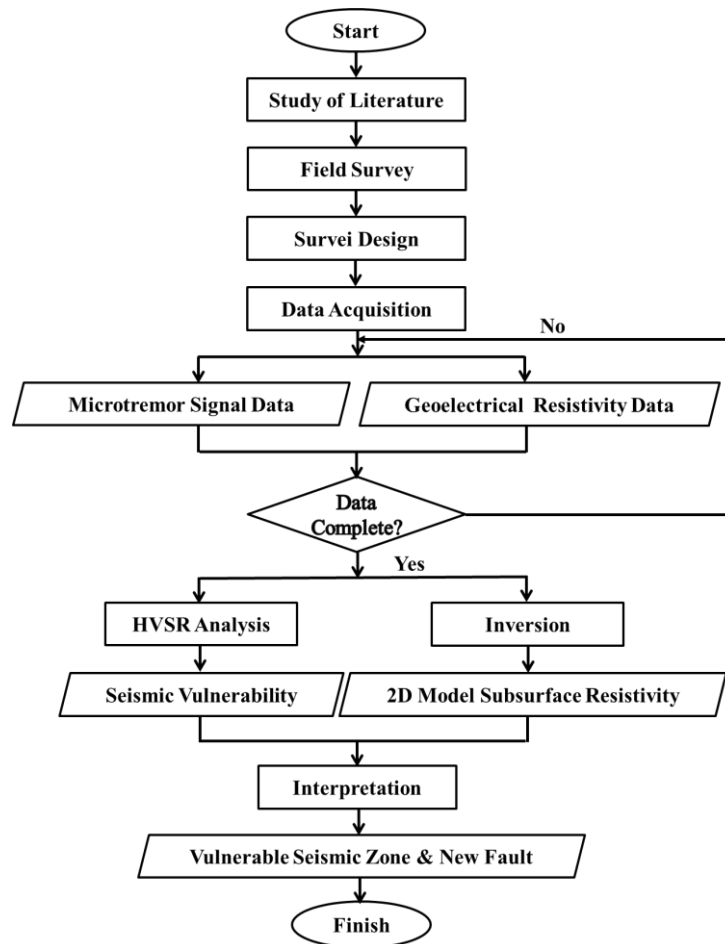 Start
Study of Literature
Field Survey
Survei Design
Data Acquisition
No
Microtremor Signal Data
Geoelectrical Resistivity Data
Data
Complete?
Yes
HVSR Analysis
Inversion
Seismic Vulnerability
2D Model Subsurface Resistivity
Interpretation
Vulnerable Seismic Zone & New Fault
Finish